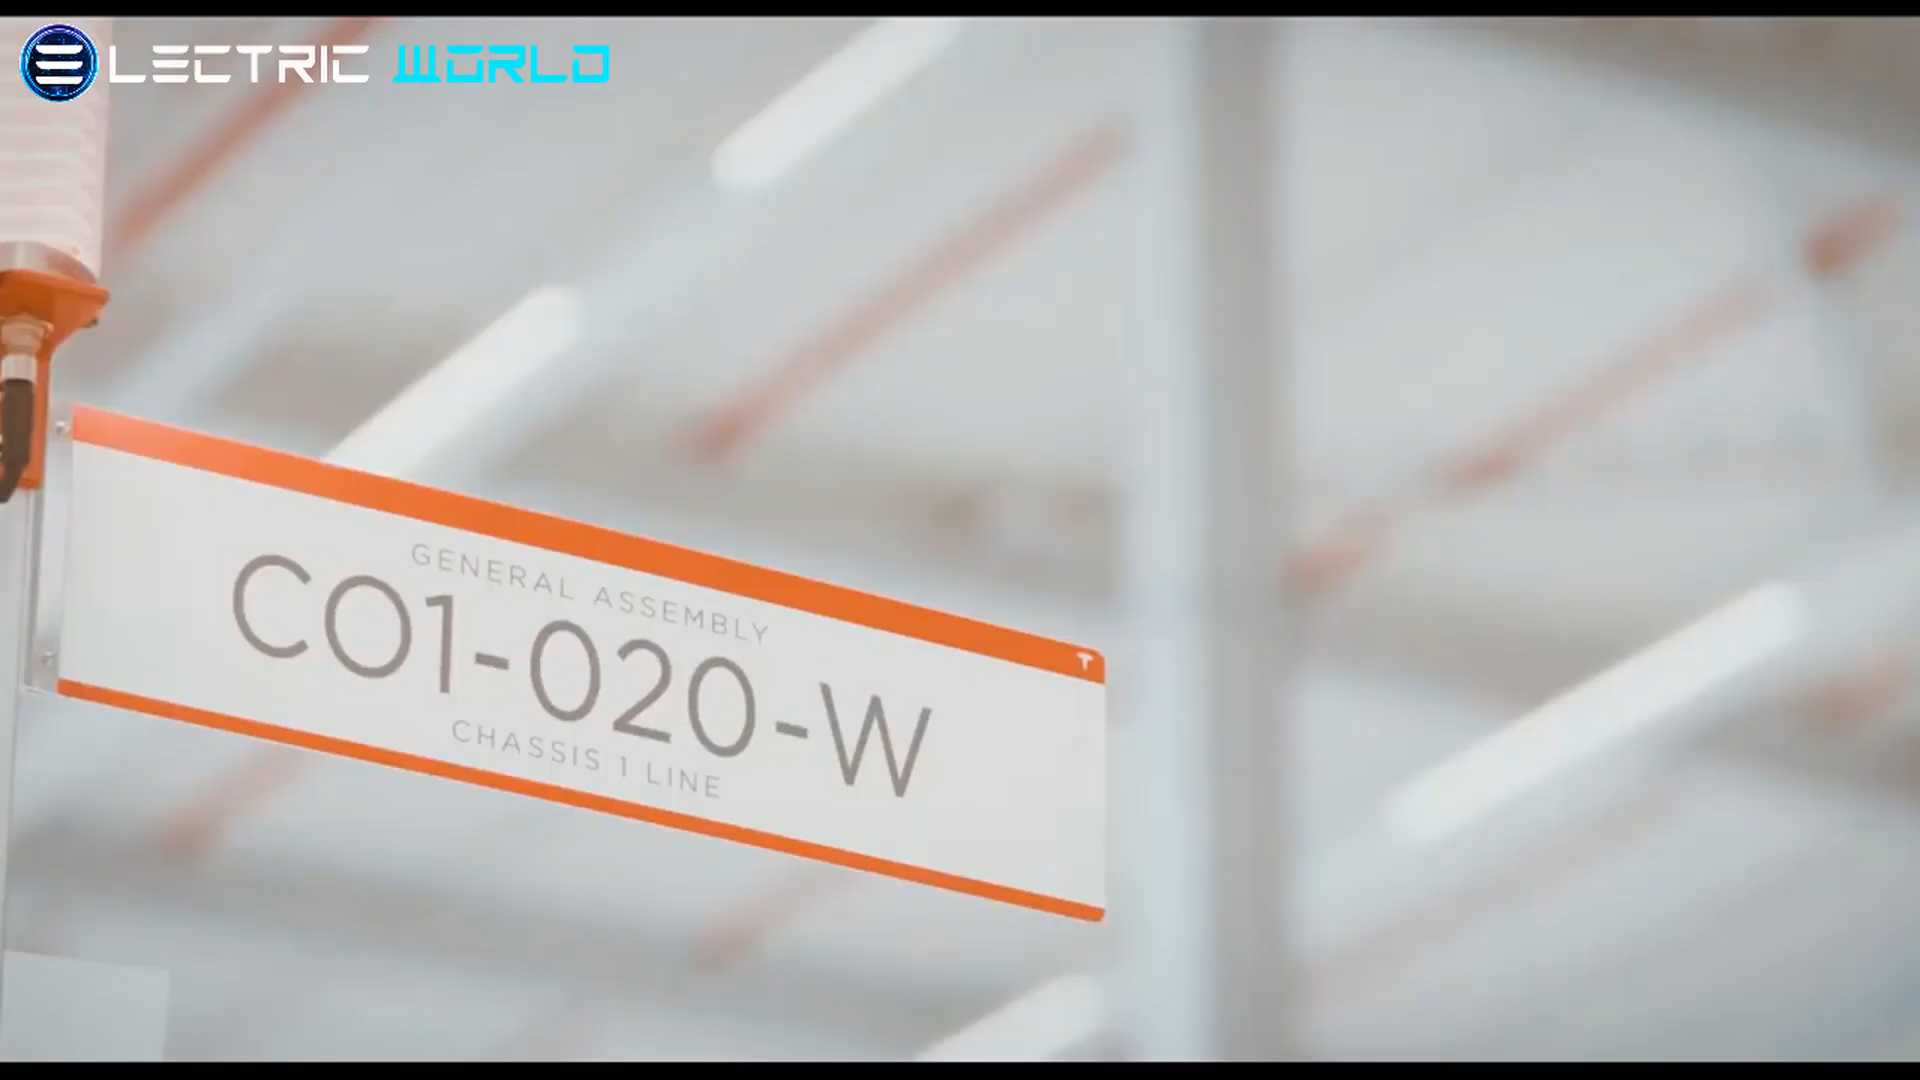 ELECTRIC WORLD
GENERAL ASSEMBLY
CO1-020-W
CHASSIS 1 LINE